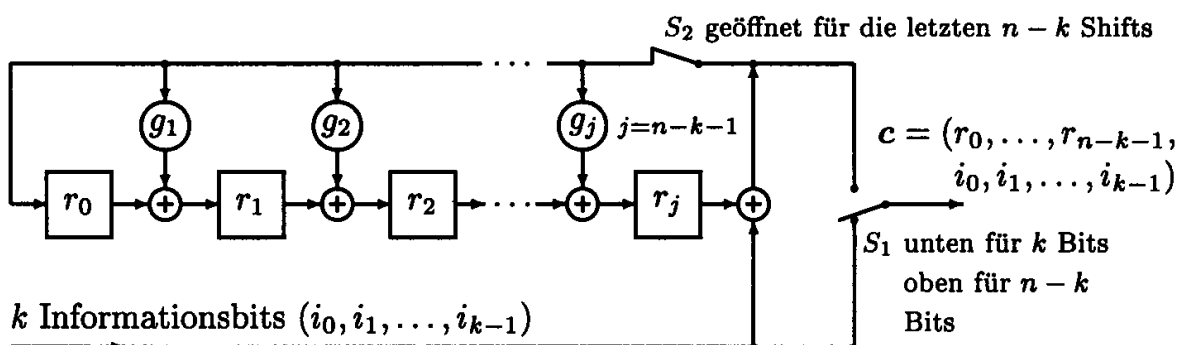 S₂ geöffnet für die letzten n − k Shifts
g₁ g₂ gⱼ j=n−k−1
c = (r₀, . . . , rₙ₋ₖ₋₁,
i₀, i₁, . . . , iₖ₋₁)
r₀ + r₁ + r₂ + rⱼ +
S₁ unten für k Bits
oben für n − k
Bits
k Informationsbits (i₀, i₁, . . . , iₖ₋₁)